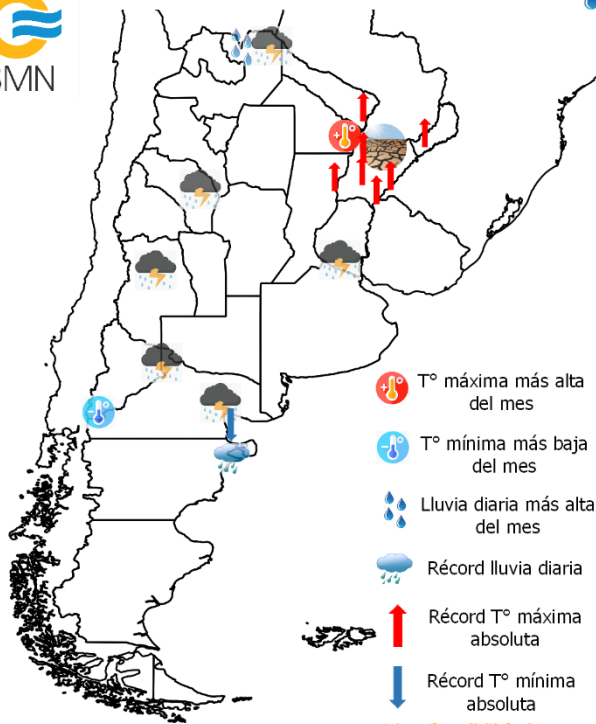 SMN
T° máxima más alta
del mes
T° mínima más baja
del mes
Lluvia diaria más alta
del mes
Récord lluvia diaria
Récord T° máxima
absoluta
Récord T° mínima
absoluta